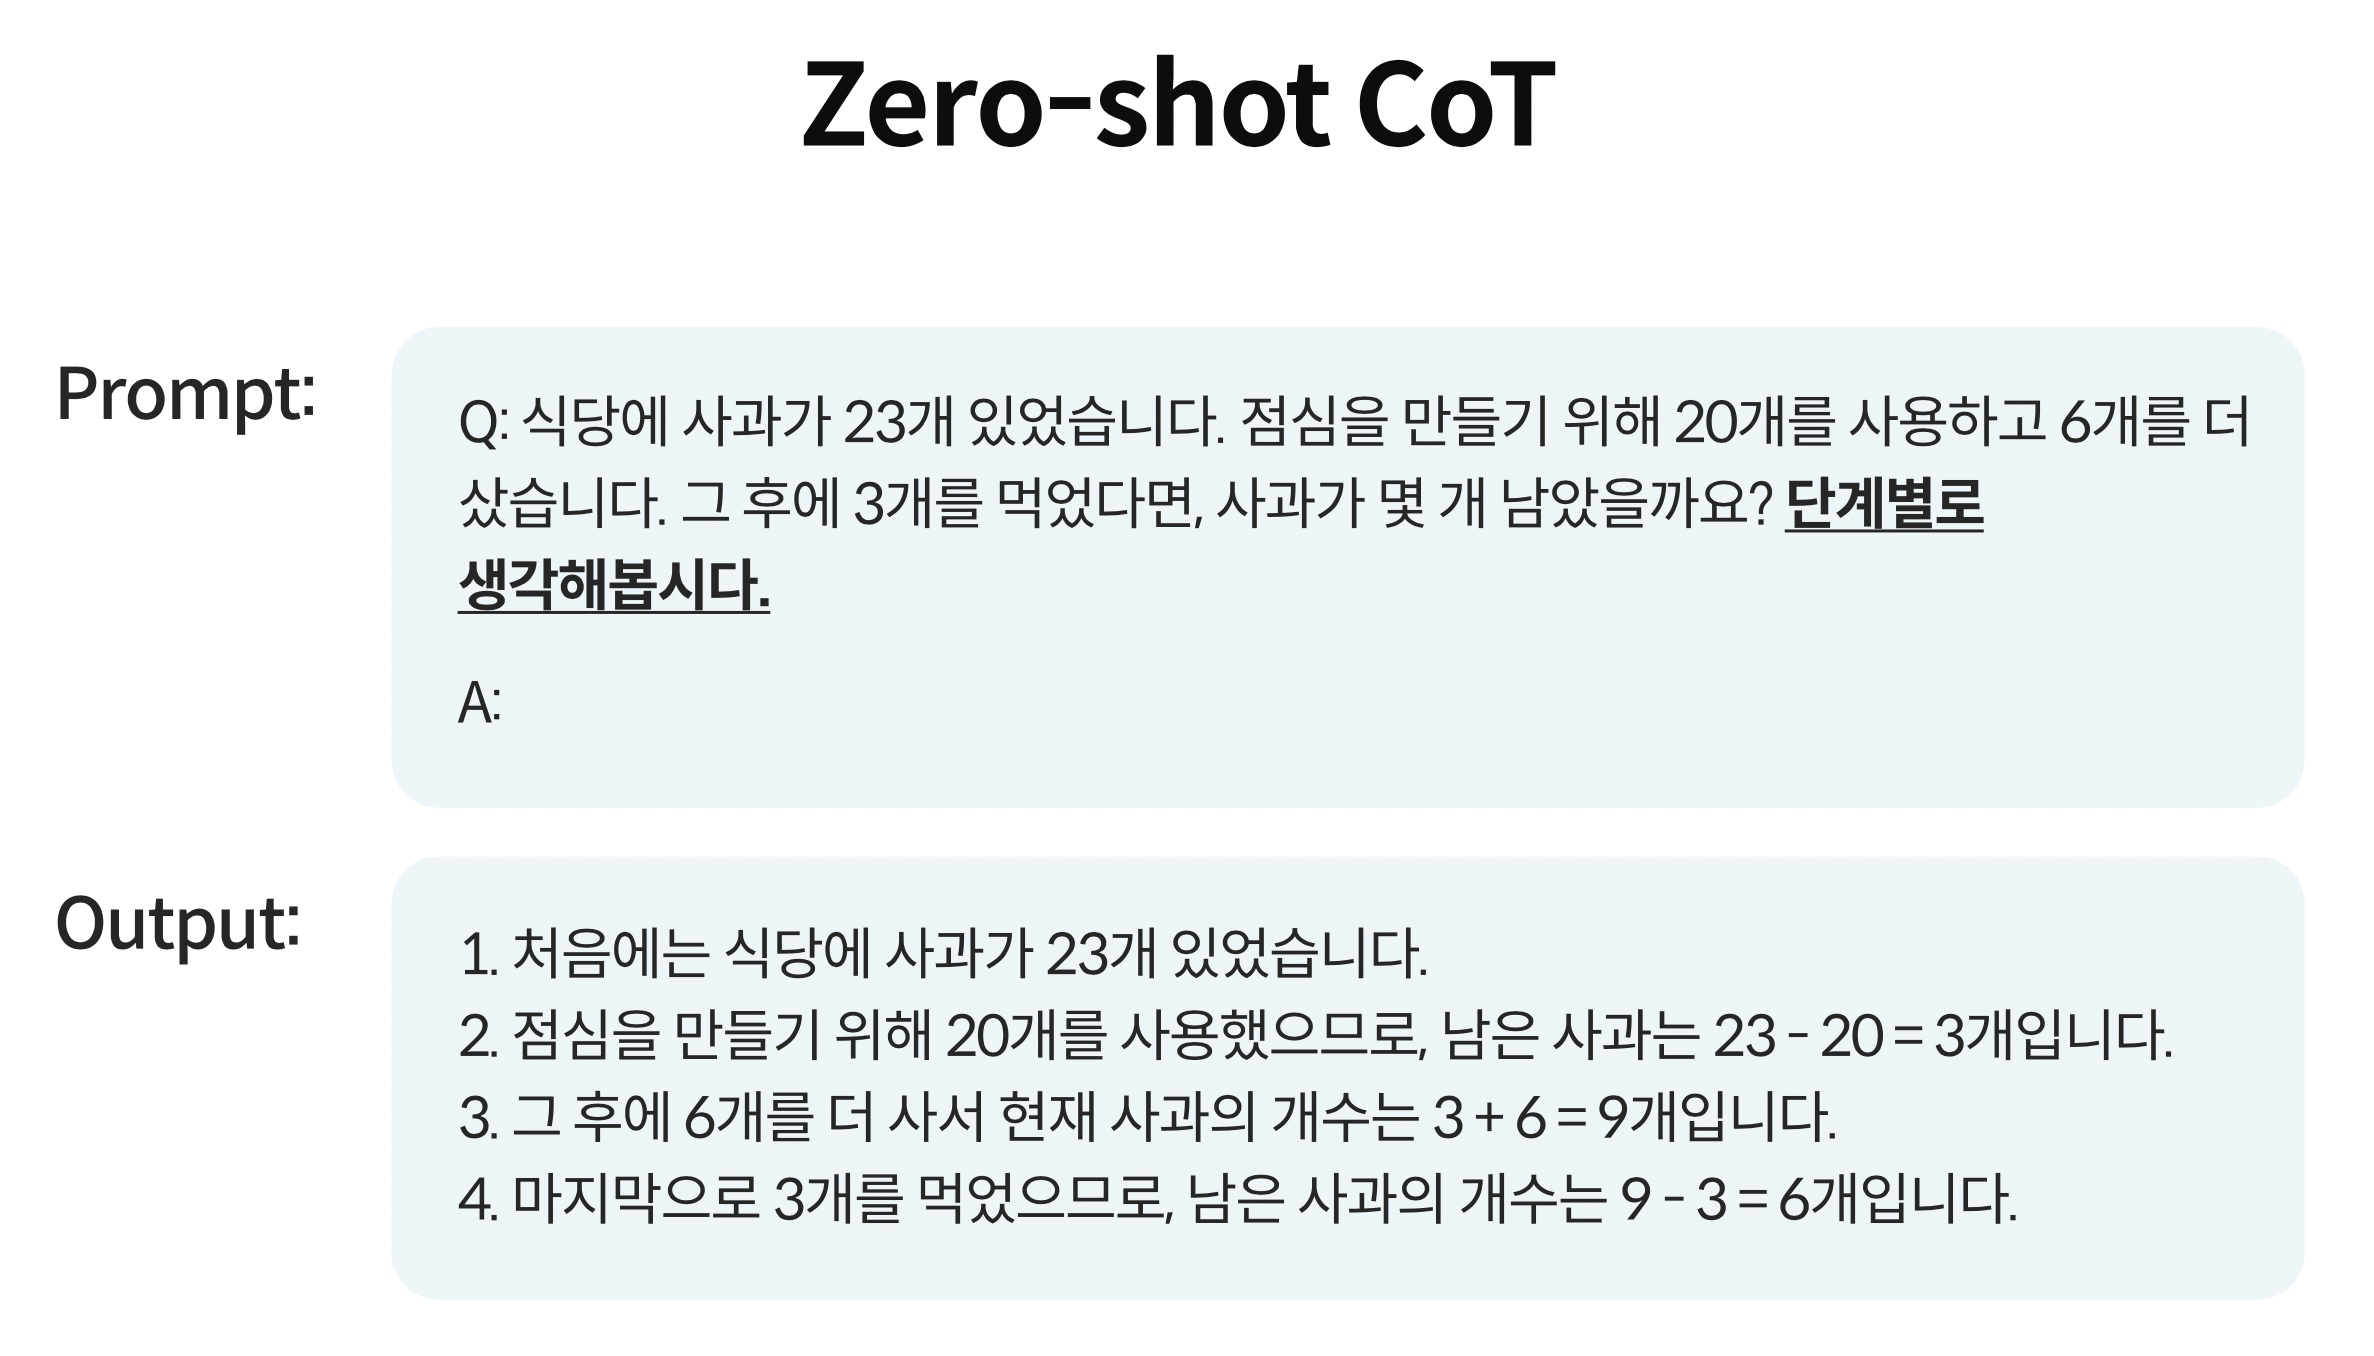 Zero-shot CoT
Prompt:
Q: 식당에 사과가 23개 있었습니다. 점심을 만들기 위해 20개를 사용하고 6개를 더
샀습니다. 그 후에 3개를 먹었다면, 사과가 몇 개 남았을까요? 단계별로
생각해봅시다.
A:
Output:
1. 처음에는 식당에 사과가 23개 있었습니다.
2. 점심을 만들기 위해 20개를 사용했으므로, 남은 사과는 23 - 20 = 3개입니다.
3. 그 후에 6개를 더 사서 현재 사과의 개수는 3 + 6 = 9개입니다.
4. 마지막으로 3개를 먹었으므로, 남은 사과의 개수는 9 - 3 = 6개입니다.